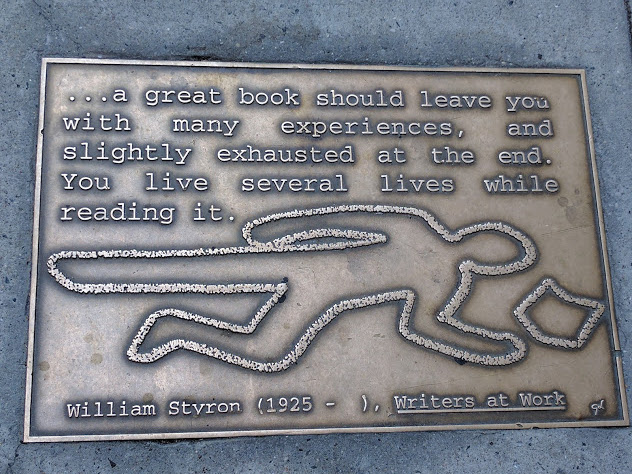 ...a great book should leave you
with many experiences, and
slightly exhausted at the end.
You live several lives while
reading it.
William Styron (1925 - ), Writers at Work